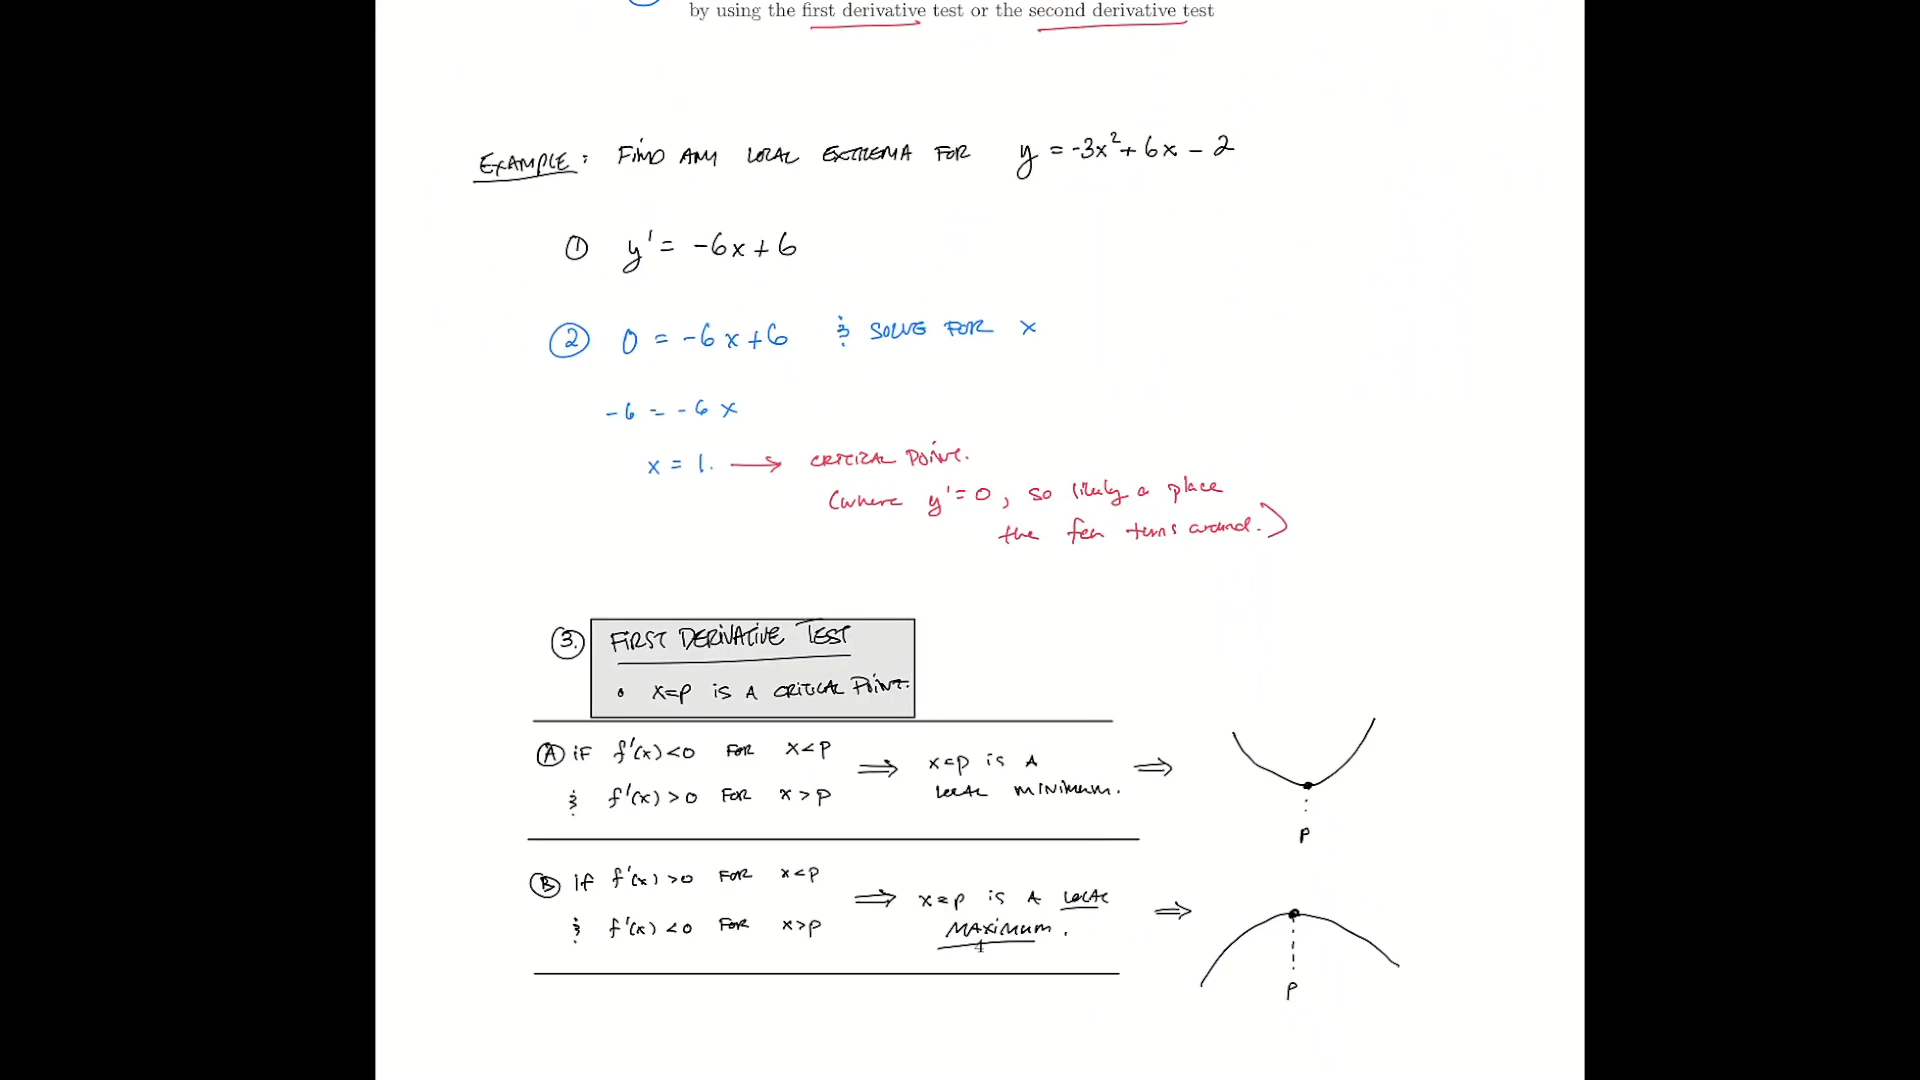 by using the first derivative test or the second derivative test
EXAMPLE: FIND ANY LOCAL EXTREMA FOR y = -3x² + 6x - 2
① y' = -6x + 6
② 0 = -6x + 6 & SOLVE FOR x
-6 = -6x
x = 1. → CRITICAL POINT.
(where y' = 0, so likely a place
the fcn turns around.)
③. FIRST DERIVATIVE TEST
• x=p IS A CRITICAL POINT.
Ⓐ IF f'(x) <0 FOR x<p ⟹ x=p IS A ⟹
& f'(x) >0 FOR x>p LOCAL MINIMUM.
P
Ⓑ IF f'(x) >0 FOR x<p ⟹ x=p IS A LOCAL ⟹
& f'(x) <0 FOR x>p MAXIMUM.
4
P